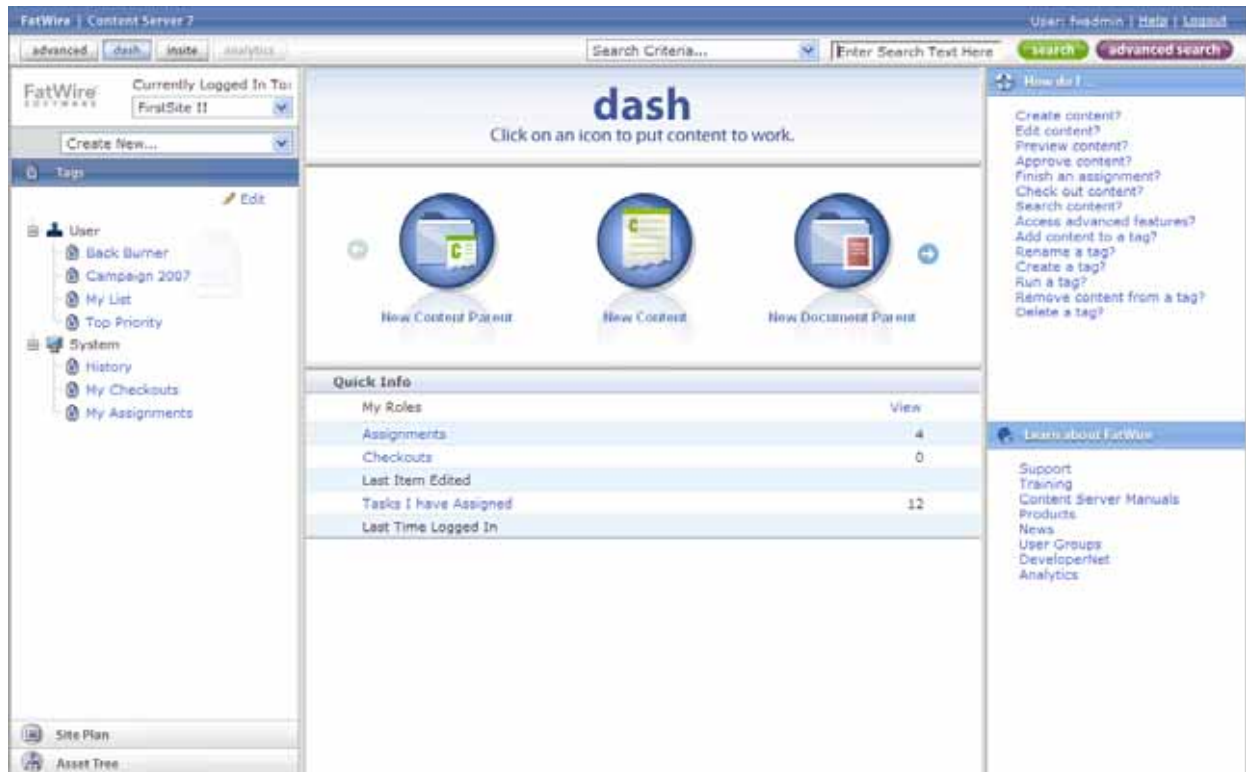 FatWire | Content Server 7
User: fwadmin | Help | Logout
advanced dash insite analytics
Search Criteria...
Enter Search Text Here
search
advanced search
FatWire
SOFTWARE
Currently Logged In To:
FirstSite II
Create New...
Tags
Edit
User
Back Burner
Campaign 2007
My List
Top Priority
System
History
My Checkouts
My Assignments
Site Plan
Asset Tree
dash
Click on an icon to put content to work.
New Content Parent
New Content
New Document Parent
Quick Info
My Roles View
Assignments 4
Checkouts 0
Last Item Edited
Tasks I have Assigned 12
Last Time Logged In
How do I ...
Create content?
Edit content?
Preview content?
Approve content?
Finish an assignment?
Check out content?
Search content?
Access advanced features?
Add content to a tag?
Rename a tag?
Create a tag?
Run a tag?
Remove content from a tag?
Delete a tag?
Learn about FatWire
Support
Training
Content Server Manuals
Products
News
User Groups
DeveloperNet
Analytics